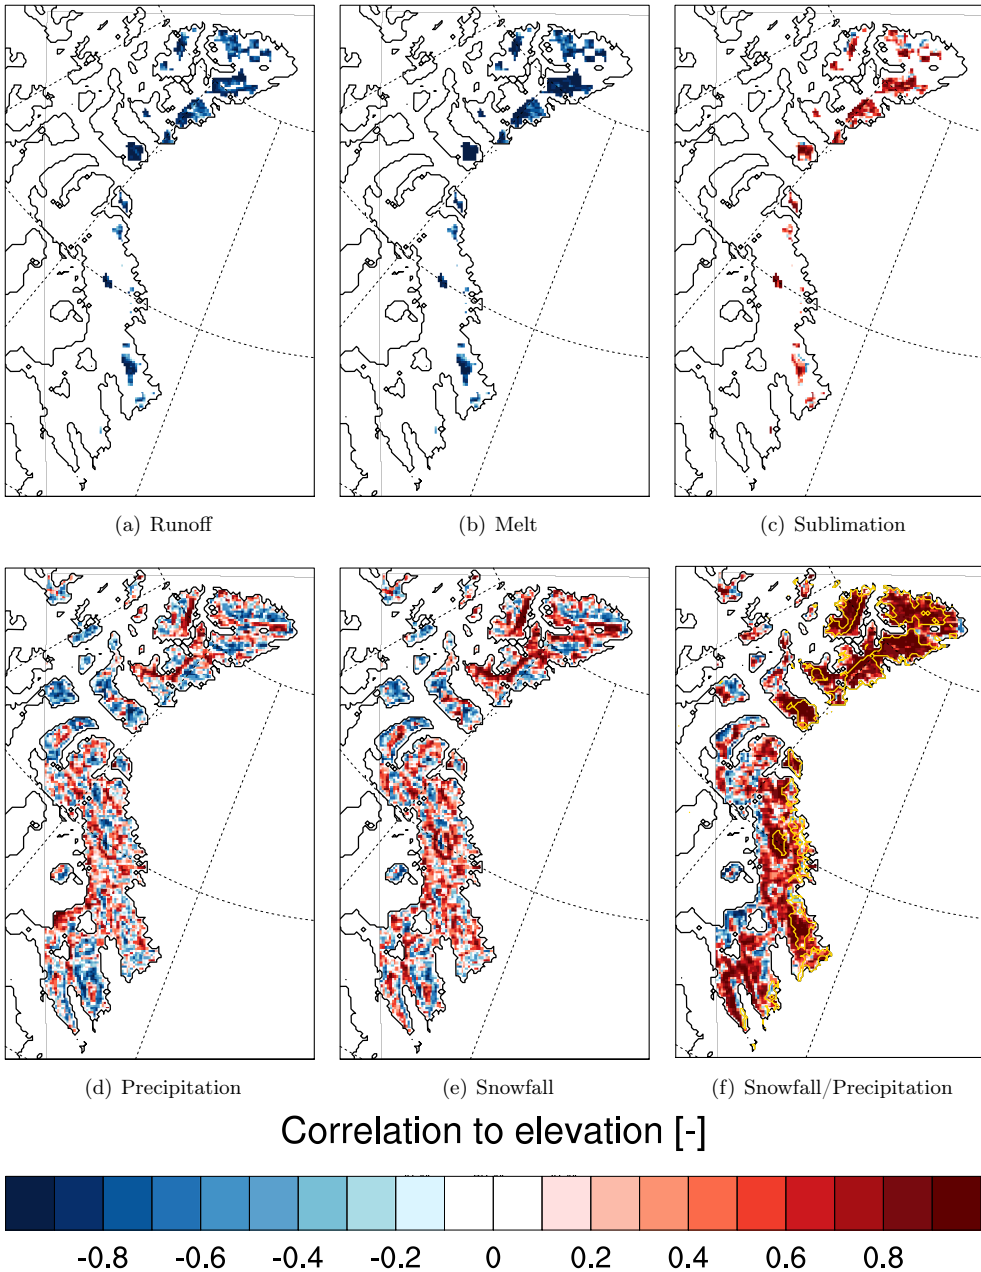 (a) Runoff
(b) Melt
(c) Sublimation
(d) Precipitation
(e) Snowfall
(f) Snowfall/Precipitation
Correlation to elevation [-]
-0.8 -0.6 -0.4 -0.2 0 0.2 0.4 0.6 0.8